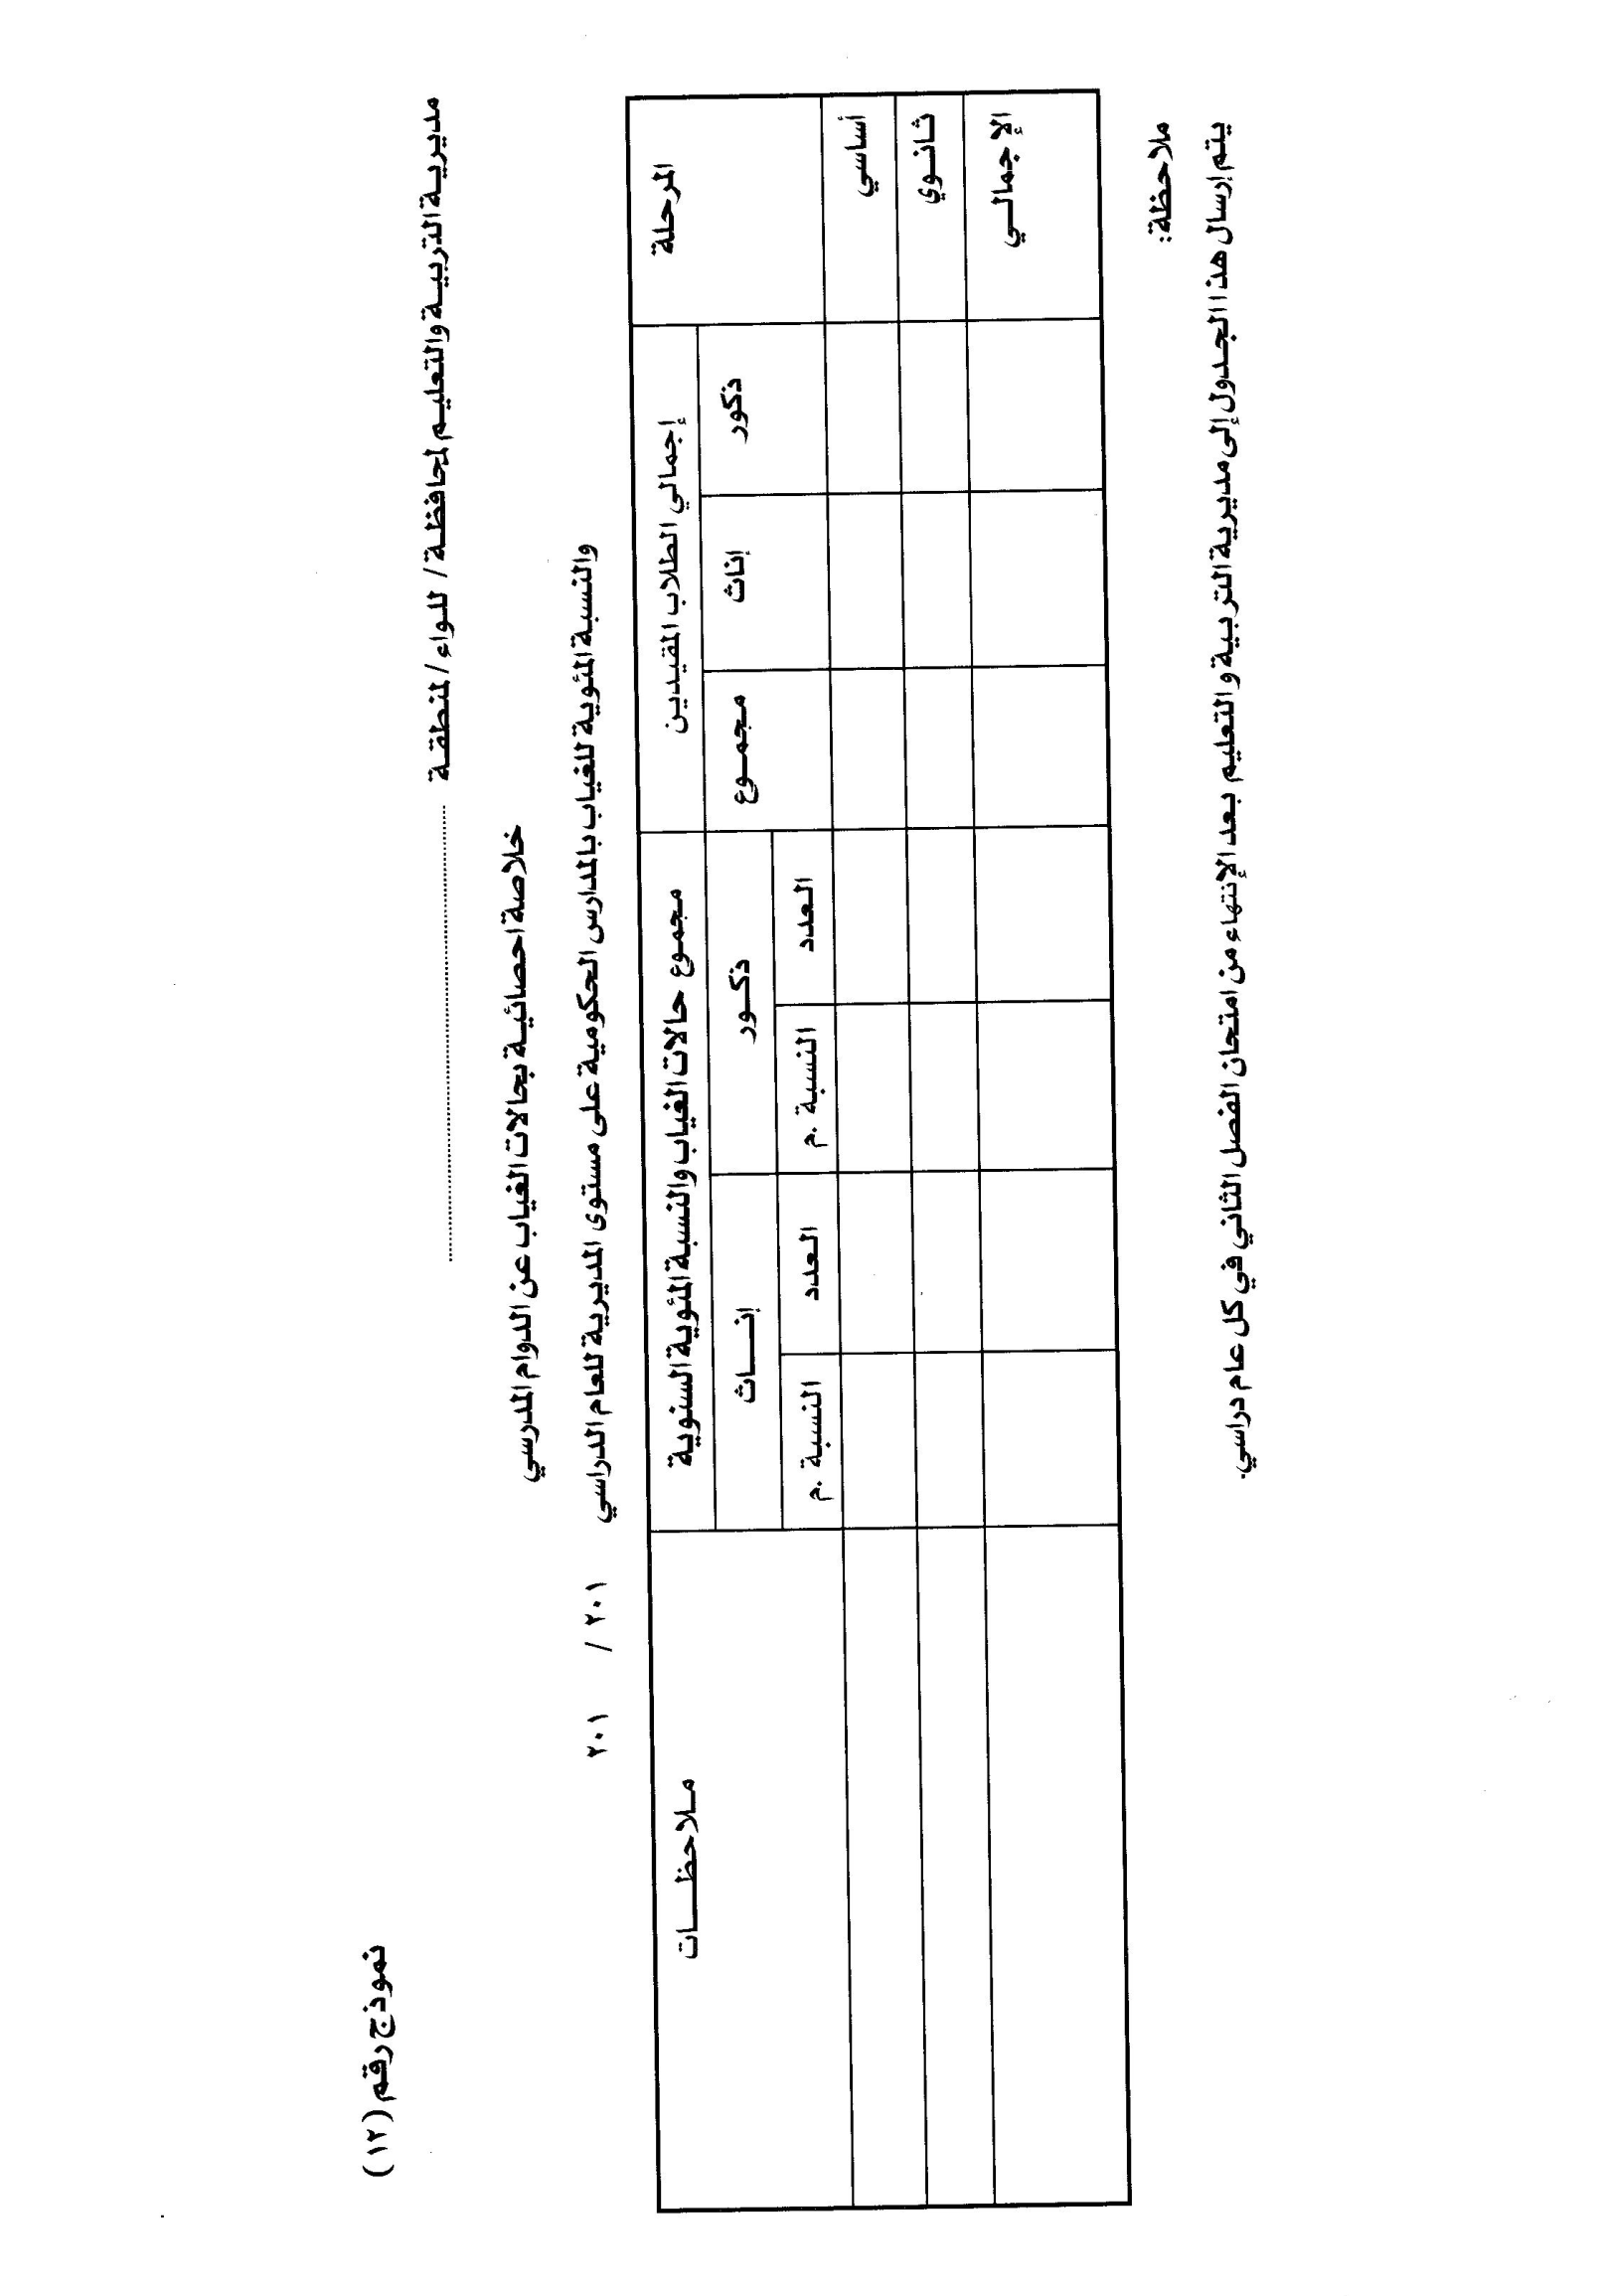 نموذج رقم (١٢)
مديرية التربية والتعليم لمحافظة / للواء / لمنطقة ..............................
خلاصة احصائية بحالات الغياب عن الدوام المدرسي
والنسبة المئوية للغياب بالمدارس الحكومية على مستوى المديرية للعام الدراسي ٢٠١ / ٢٠١
المرحلة إجمالي الطلاب المقيدين مجموع حالات الغياب والنسبة المئوية السنوية ملاحظات
ذكور إناث مجموع ذكور إناث
العدد النسبة .م العدد النسبة .م
أساسي
ثانوي
الإجمالي
ملاحظة:
يتم إرسال هذا الجدول إلى مديرية التربية والتعليم بعد الإنتهاء من امتحان الفصل الثاني في كل عام دراسي.